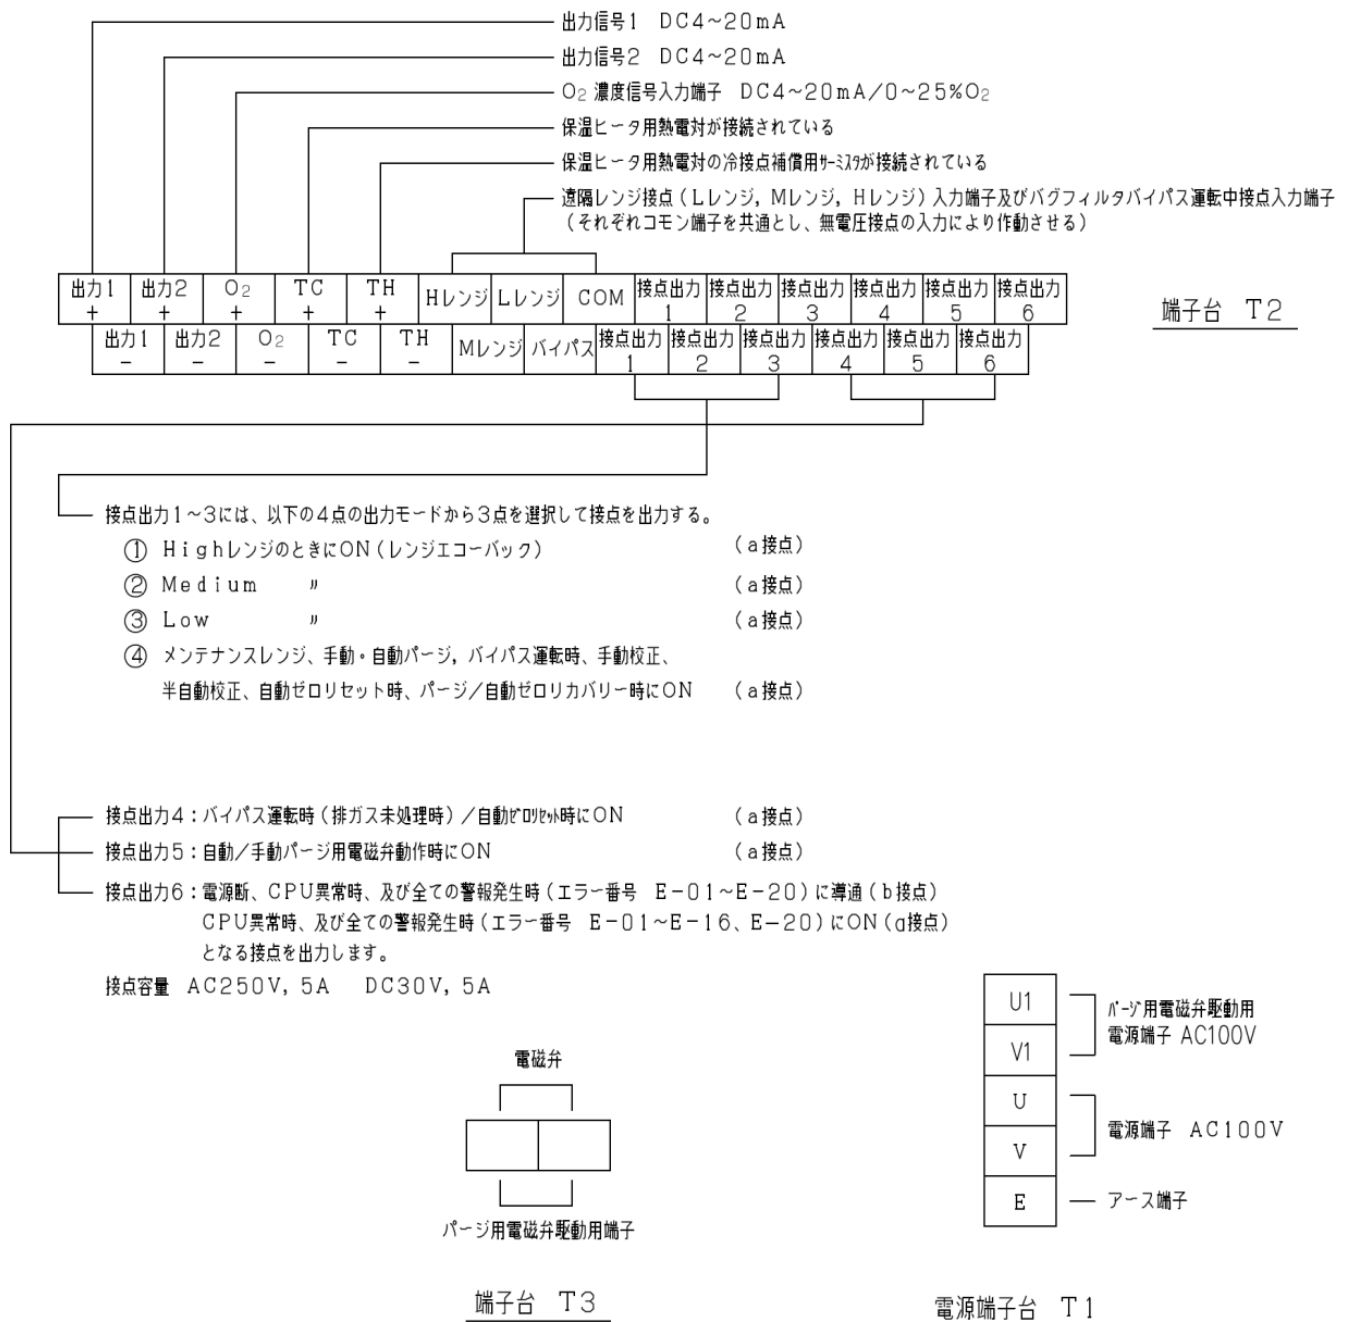 出力信号1 DC4~20mA
出力信号2 DC4~20mA
O₂ 濃度信号入力端子 DC4~20mA/0~25%O₂
保温ヒータ用熱電対が接続されている
保温ヒータ用熱電対の冷接点補償用ｻｰﾐｽﾀが接続されている
遠隔レンジ接点(Lレンジ, Mレンジ, Hレンジ)入力端子及びバグフィルタバイパス運転中接点入力端子
(それぞれコモン端子を共通とし、無電圧接点の入力により作動させる)
出力1 出力2 O₂ TC TH Hレンジ Lレンジ COM 接点出力 接点出力 接点出力 接点出力 接点出力 接点出力
+ + + + + 1 2 3 4 5 6
端子台 T2
出力1 出力2 O₂ TC TH Mレンジ バイパス 接点出力 接点出力 接点出力 接点出力 接点出力 接点出力
- - - - - 1 2 3 4 5 6
接点出力1~3には、以下の4点の出力モードから3点を選択して接点を出力する。
① HighレンジのときにON(レンジエコーバック) (a接点)
② Medium 〃 (a接点)
③ Low 〃 (a接点)
④ メンテナンスレンジ、手動・自動パージ, バイパス運転時、手動校正、
半自動校正、自動ゼロリセット時、パージ/自動ゼロリカバリー時にON (a接点)
接点出力4:バイパス運転時(排ガス未処理時)/自動ｾﾞﾛﾘｾｯﾄ時にON (a接点)
接点出力5:自動/手動パージ用電磁弁動作時にON (a接点)
接点出力6:電源断、CPU異常時、及び全ての警報発生時(エラー番号 E-01~E-20)に導通(b接点)
CPU異常時、及び全ての警報発生時(エラー番号 E-01~E-16、E-20)にON(a接点)
となる接点を出力します。
接点容量 AC250V, 5A DC30V, 5A
電磁弁
パージ用電磁弁駆動用端子
端子台 T3
U1
V1
ﾊﾟｰｼﾞ用電磁弁駆動用
電源端子 AC100V
U
V
電源端子 AC100V
E アース端子
電源端子台 T1